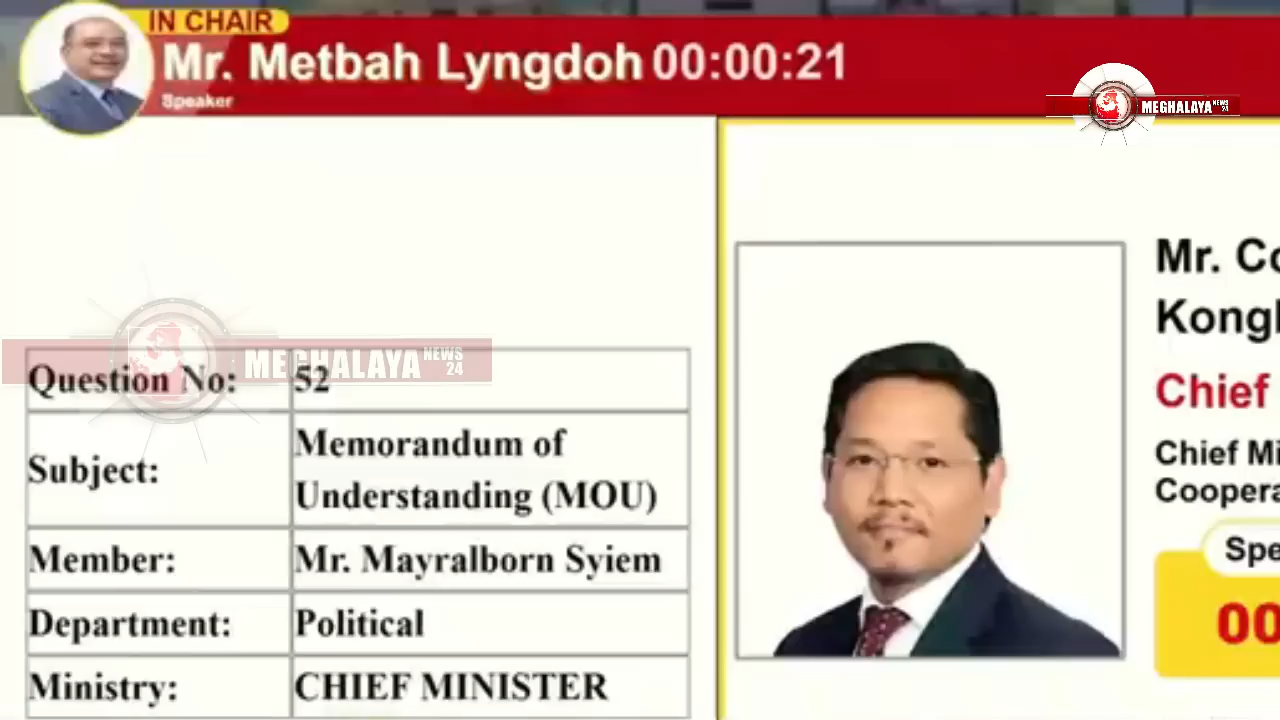 IN CHAIR
Mr. Metbah Lyngdoh 00:00:21
Speaker
MEGHALAYA NEWS 24
MEGHALAYA NEWS 24
Question No: 52
Subject: Memorandum of
Understanding (MOU)
Member: Mr. Mayralborn Syiem
Department: Political
Ministry: CHIEF MINISTER
Mr. Co
Kong
Chief
Chief Mi
Coopera
Spe
00